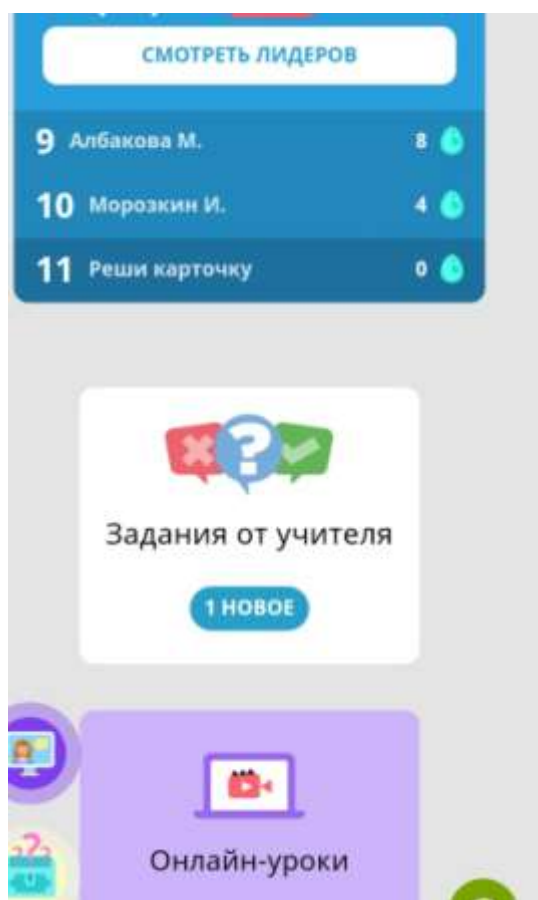 СМОТРЕТЬ ЛИДЕРОВ
9 Албакова М. 8
10 Морозкин И. 4
11 Реши карточку 0
?
Задания от учителя
1 НОВОЕ
Онлайн-уроки
???